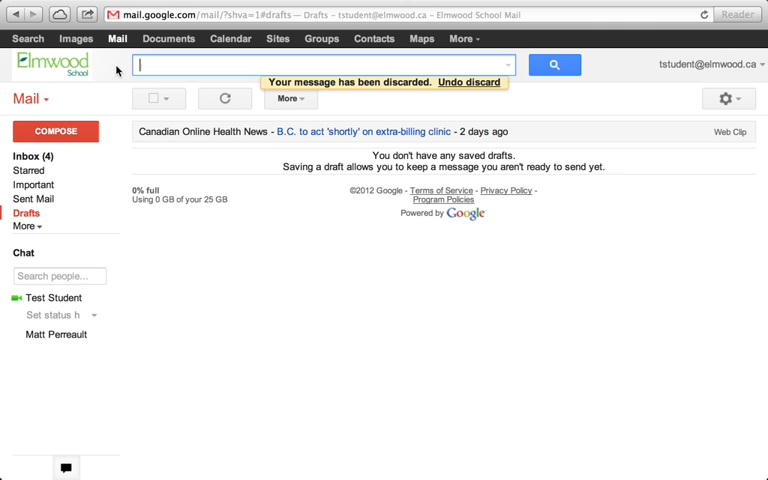 mail.google.com/mail/?shva=1#drafts — Drafts – tstudent@elmwood.ca – Elmwood School Mail
Reader
Search Images Mail Documents Calendar Sites Groups Contacts Maps More
Elmwood
School
tstudent@elmwood.ca
Your message has been discarded. Undo discard
Mail
More
COMPOSE
Canadian Online Health News - B.C. to act 'shortly' on extra-billing clinic - 2 days ago
Web Clip
Inbox (4)
Starred
Important
Sent Mail
Drafts
More
You don't have any saved drafts.
Saving a draft allows you to keep a message you aren't ready to send yet.
0% full
Using 0 GB of your 25 GB
©2012 Google - Terms of Service - Privacy Policy -
Program Policies
Powered by Google
Chat
Search people...
Test Student
Set status h
Matt Perreault